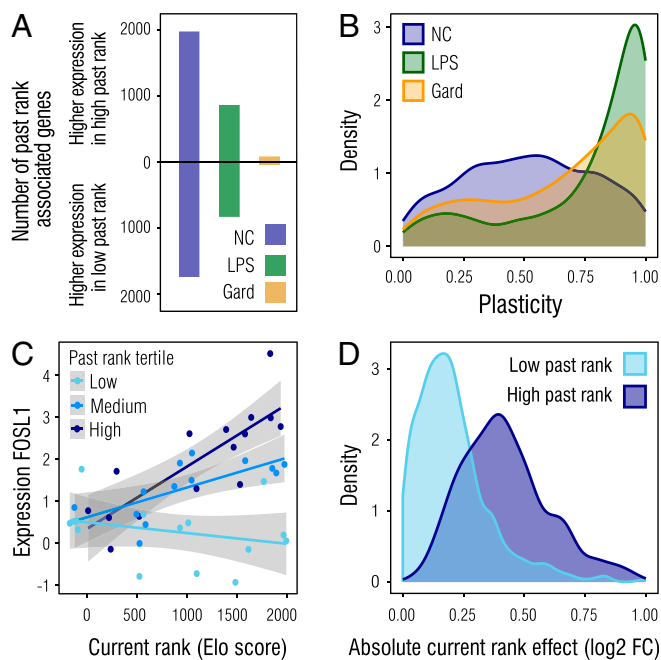 A
Number of past rank
associated genes
Higher expression
in high past rank
Higher expression
in low past rank
2000
1000
0
1000
2000
NC
LPS
Gard
B
NC
LPS
Gard
Density
3
2
1
0
0.00 0.25 0.50 0.75 1.00
Plasticity
C
Past rank tertile
Low
Medium
High
Expression FOSL1
4
3
2
1
0
-1
0 500 1000 1500 2000
Current rank (Elo score)
D
Low past rank
High past rank
Density
3
2
1
0
0.00 0.25 0.50 0.75 1.00
Absolute current rank effect (log2 FC)